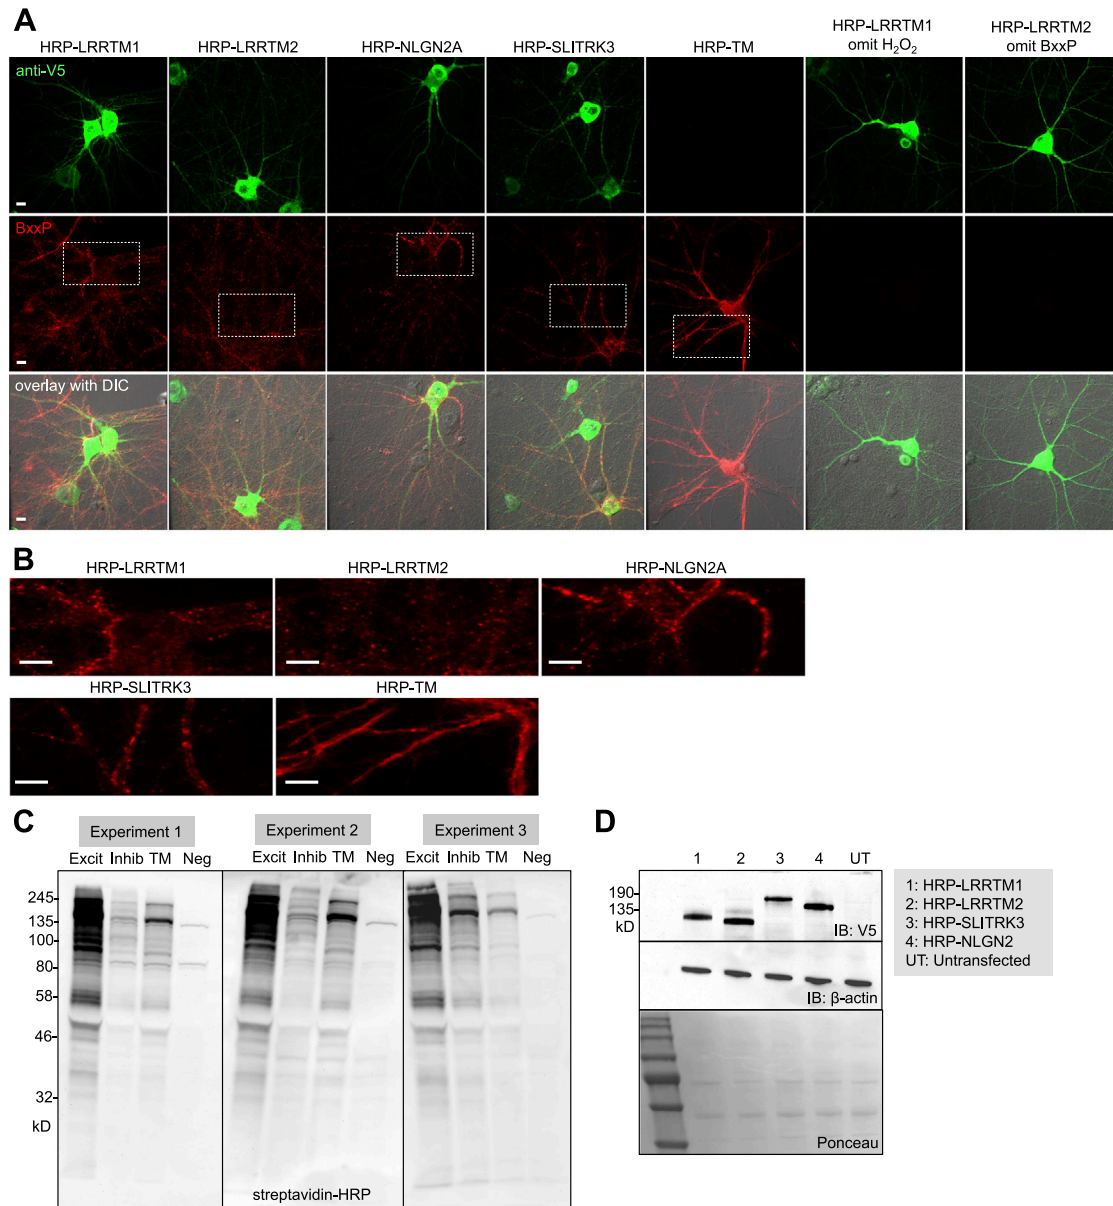 A
HRP-LRRTM1
HRP-LRRTM2
HRP-NLGN2A
HRP-SLITRK3
HRP-TM
HRP-LRRTM1
omit H₂O₂
HRP-LRRTM2
omit BxxP
anti-V5
BxxP
overlay with DIC
B
HRP-LRRTM1
HRP-LRRTM2
HRP-NLGN2A
HRP-SLITRK3
HRP-TM
C
Experiment 1
Experiment 2
Experiment 3
Excit Inhib TM Neg
Excit Inhib TM Neg
Excit Inhib TM Neg
245
135
100
80
58
46
32
kD
streptavidin-HRP
D
1 2 3 4 UT
190
135
kD
IB: V5
IB: β-actin
Ponceau
1: HRP-LRRTM1
2: HRP-LRRTM2
3: HRP-SLITRK3
4: HRP-NLGN2
UT: Untransfected